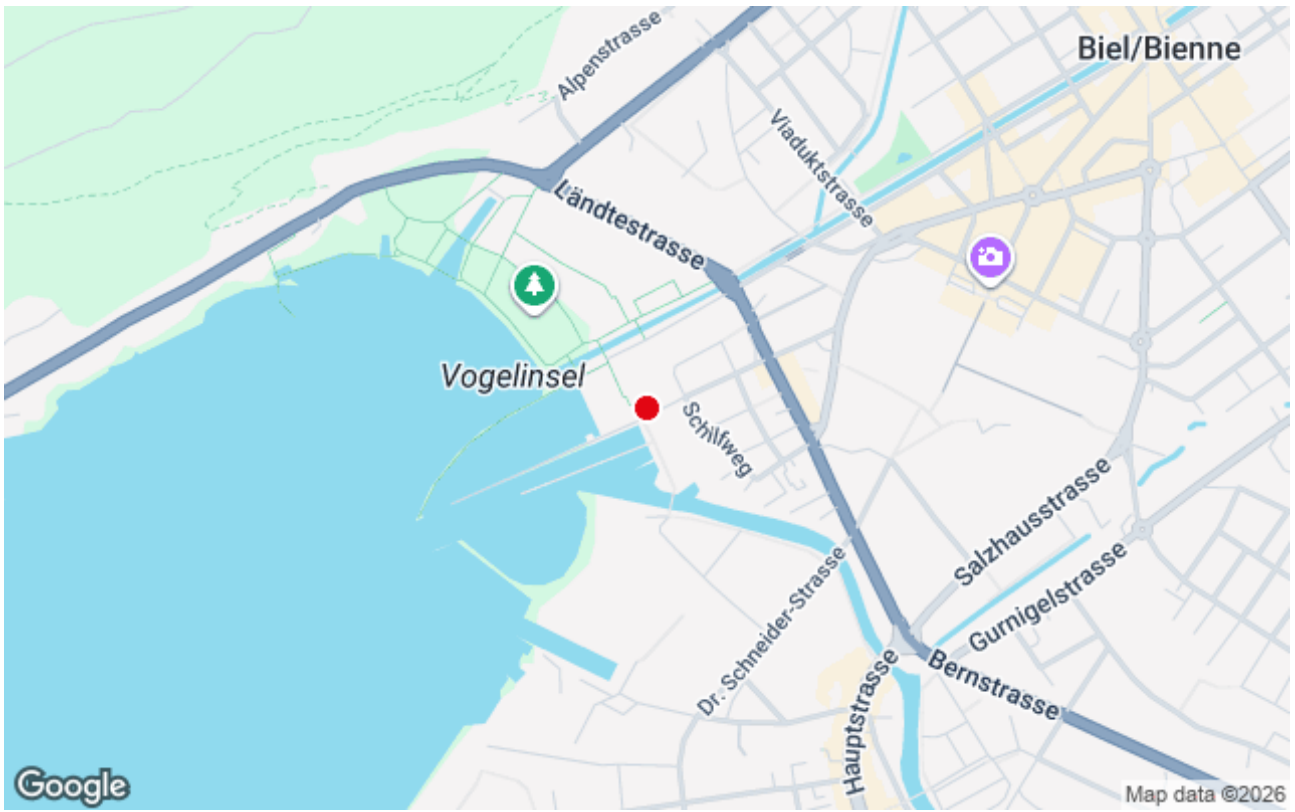 Alpenstrasse
Biel/Bienne
Viaduktstrasse
Ländtestrasse
Vogelinsel
Schilfweg
Salzhausstrasse
Gurnigelstrasse
Dr. Schneider-Strasse
Bernstrasse
Hauptstrasse
Google
Map data ©2026